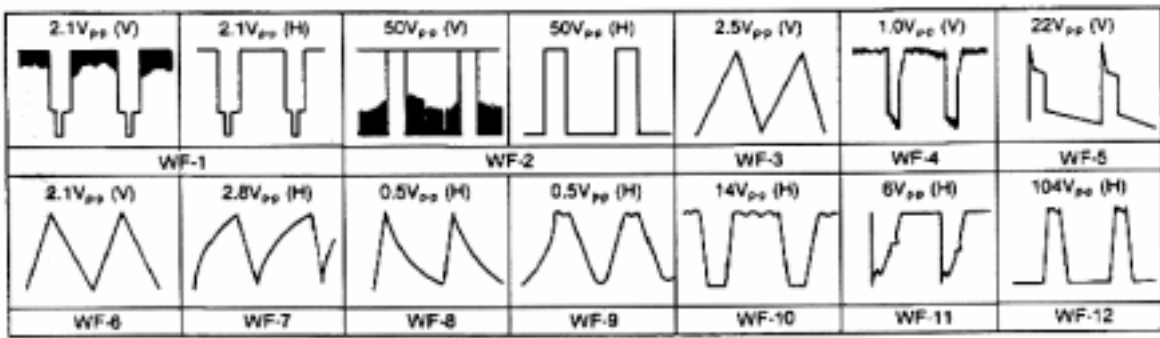 2.1Vpp (V) 2.1Vpp (H) 50Vpp (V) 50Vpp (H) 2.5Vpp (V) 1.0Vpp (V) 22Vpp (V)
WF-1 WF-2 WF-3 WF-4 WF-5
2.1Vpp (V) 2.8Vpp (H) 0.5Vpp (H) 0.5Vpp (H) 14Vpp (H) 6Vpp (H) 104Vpp (H)
WF-6 WF-7 WF-8 WF-9 WF-10 WF-11 WF-12